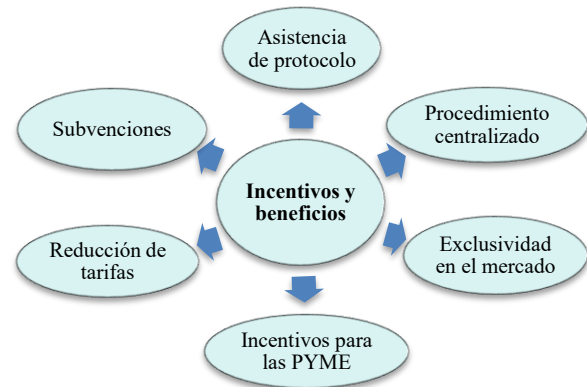 Asistencia
de protocolo
Procedimiento
centralizado
Subvenciones
Incentivos y
beneficios
Reducción de
tarifas
Exclusividad
en el mercado
Incentivos para
las PYME